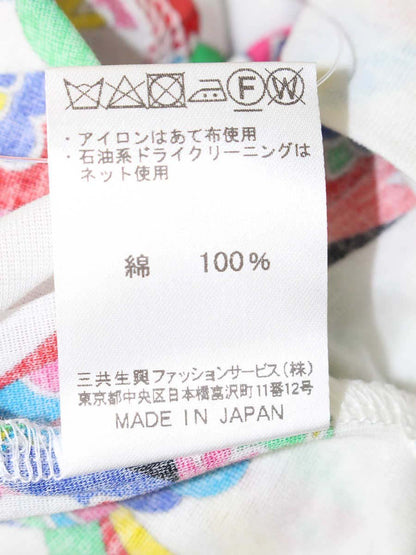 F W
・アイロンはあて布使用
・石油系ドライクリーニングは
ネット使用
綿 100%
三共生興ファッションサービス(株)
東京都中央区日本橋富沢町11番12号
MADE IN JAPAN